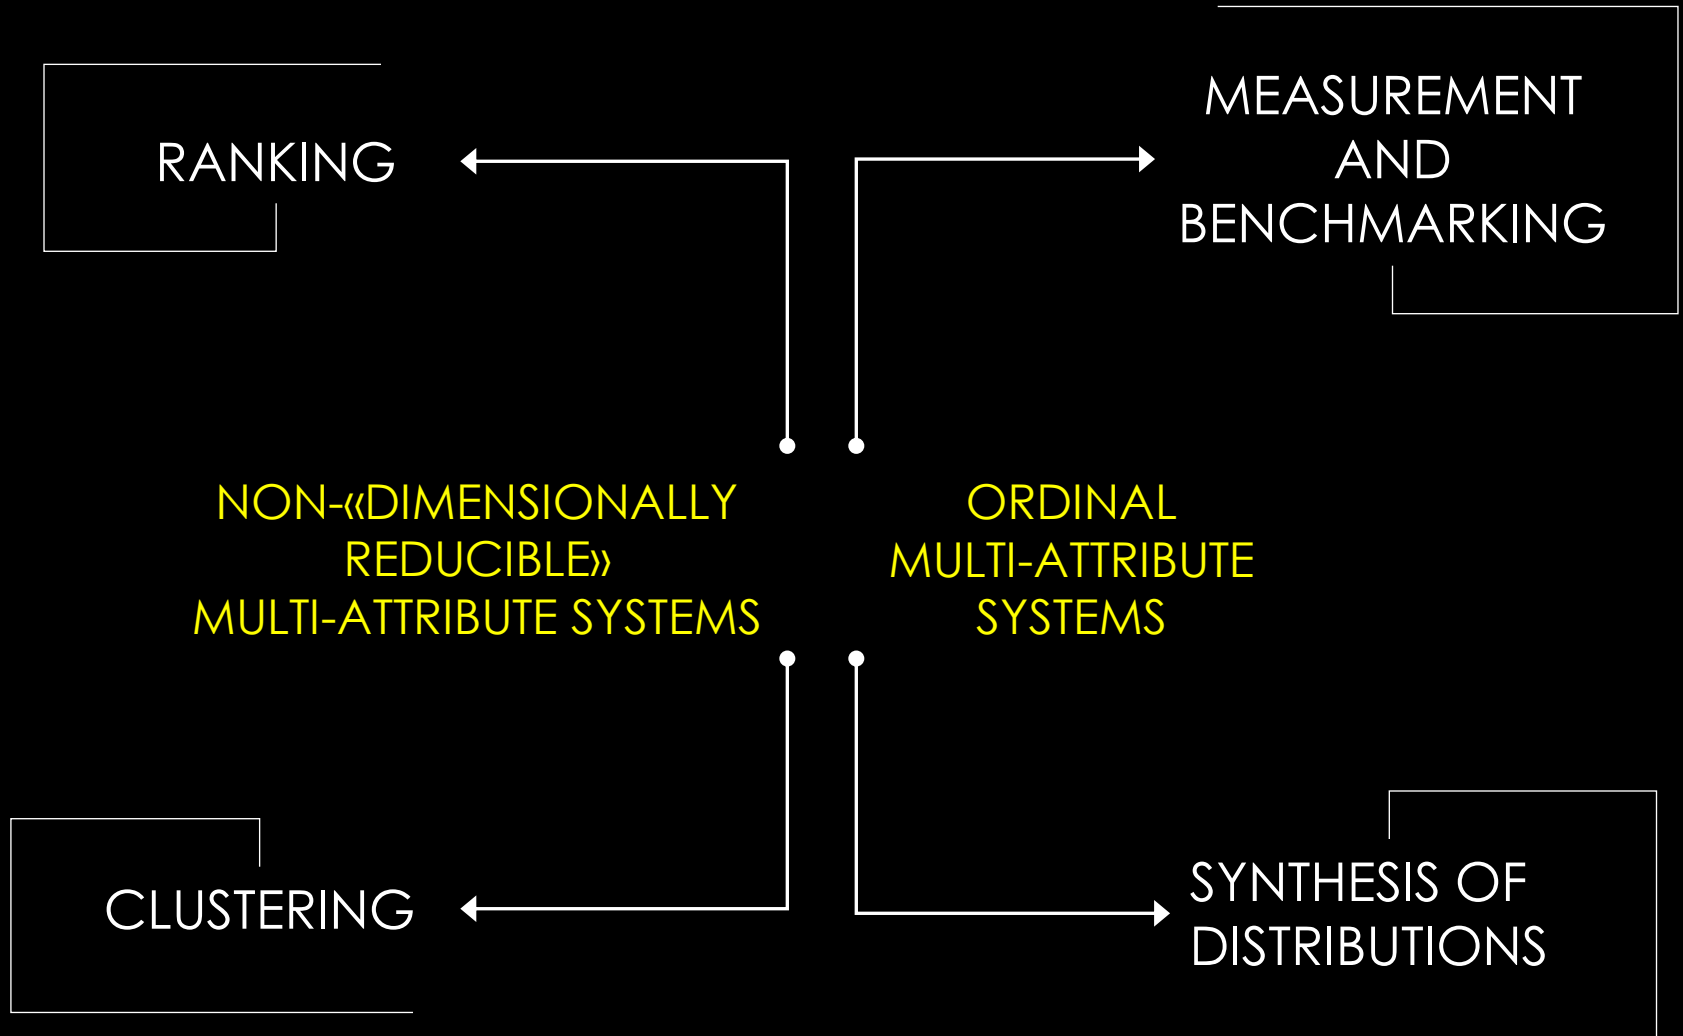 RANKING
MEASUREMENT
AND
BENCHMARKING
NON-«DIMENSIONALLY
REDUCIBLE»
MULTI-ATTRIBUTE SYSTEMS
ORDINAL
MULTI-ATTRIBUTE
SYSTEMS
CLUSTERING
SYNTHESIS OF
DISTRIBUTIONS